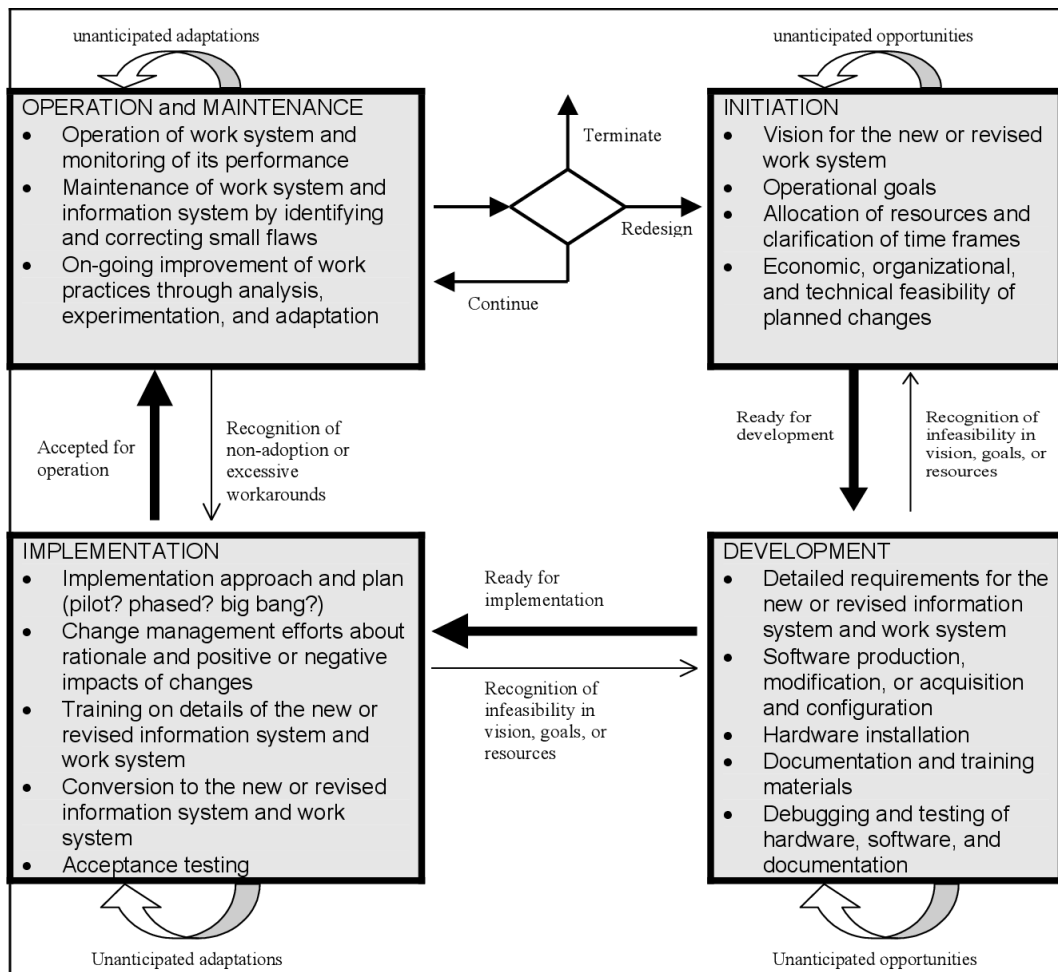 unanticipated adaptations
OPERATION and MAINTENANCE
• Operation of work system and
monitoring of its performance
• Maintenance of work system and
information system by identifying
and correcting small flaws
• On-going improvement of work
practices through analysis,
experimentation, and adaptation
Terminate
Redesign
Continue
unanticipated opportunities
INITIATION
• Vision for the new or revised
work system
• Operational goals
• Allocation of resources and
clarification of time frames
• Economic, organizational,
and technical feasibility of
planned changes
Accepted for
operation
Recognition of
non-adoption or
excessive
workarounds
Ready for
development
Recognition of
infeasibility in
vision, goals, or
resources
IMPLEMENTATION
• Implementation approach and plan
(pilot? phased? big bang?)
• Change management efforts about
rationale and positive or negative
impacts of changes
• Training on details of the new or
revised information system and
work system
• Conversion to the new or revised
information system and work
system
• Acceptance testing
Unanticipated adaptations
Ready for
implementation
Recognition of
infeasibility in
vision, goals, or
resources
DEVELOPMENT
• Detailed requirements for the
new or revised information
system and work system
• Software production,
modification, or acquisition
and configuration
• Hardware installation
• Documentation and training
materials
• Debugging and testing of
hardware, software, and
documentation
Unanticipated opportunities